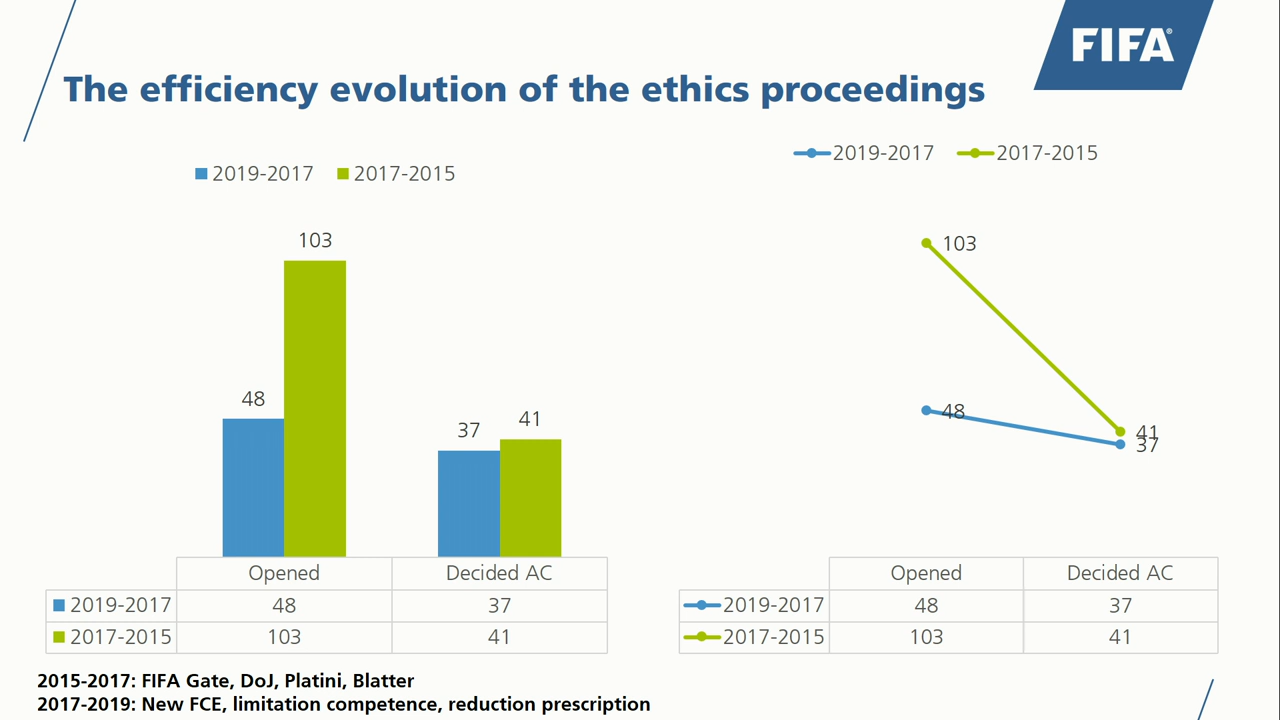 FIFA®
The efficiency evolution of the ethics proceedings
2019-2017 2017-2015
103
48
37
41
Opened Decided AC
2019-2017 48 37
2017-2015 103 41
2019-2017 2017-2015
103
48
41
37
Opened Decided AC
2019-2017 48 37
2017-2015 103 41
2015-2017: FIFA Gate, DoJ, Platini, Blatter
2017-2019: New FCE, limitation competence, reduction prescription